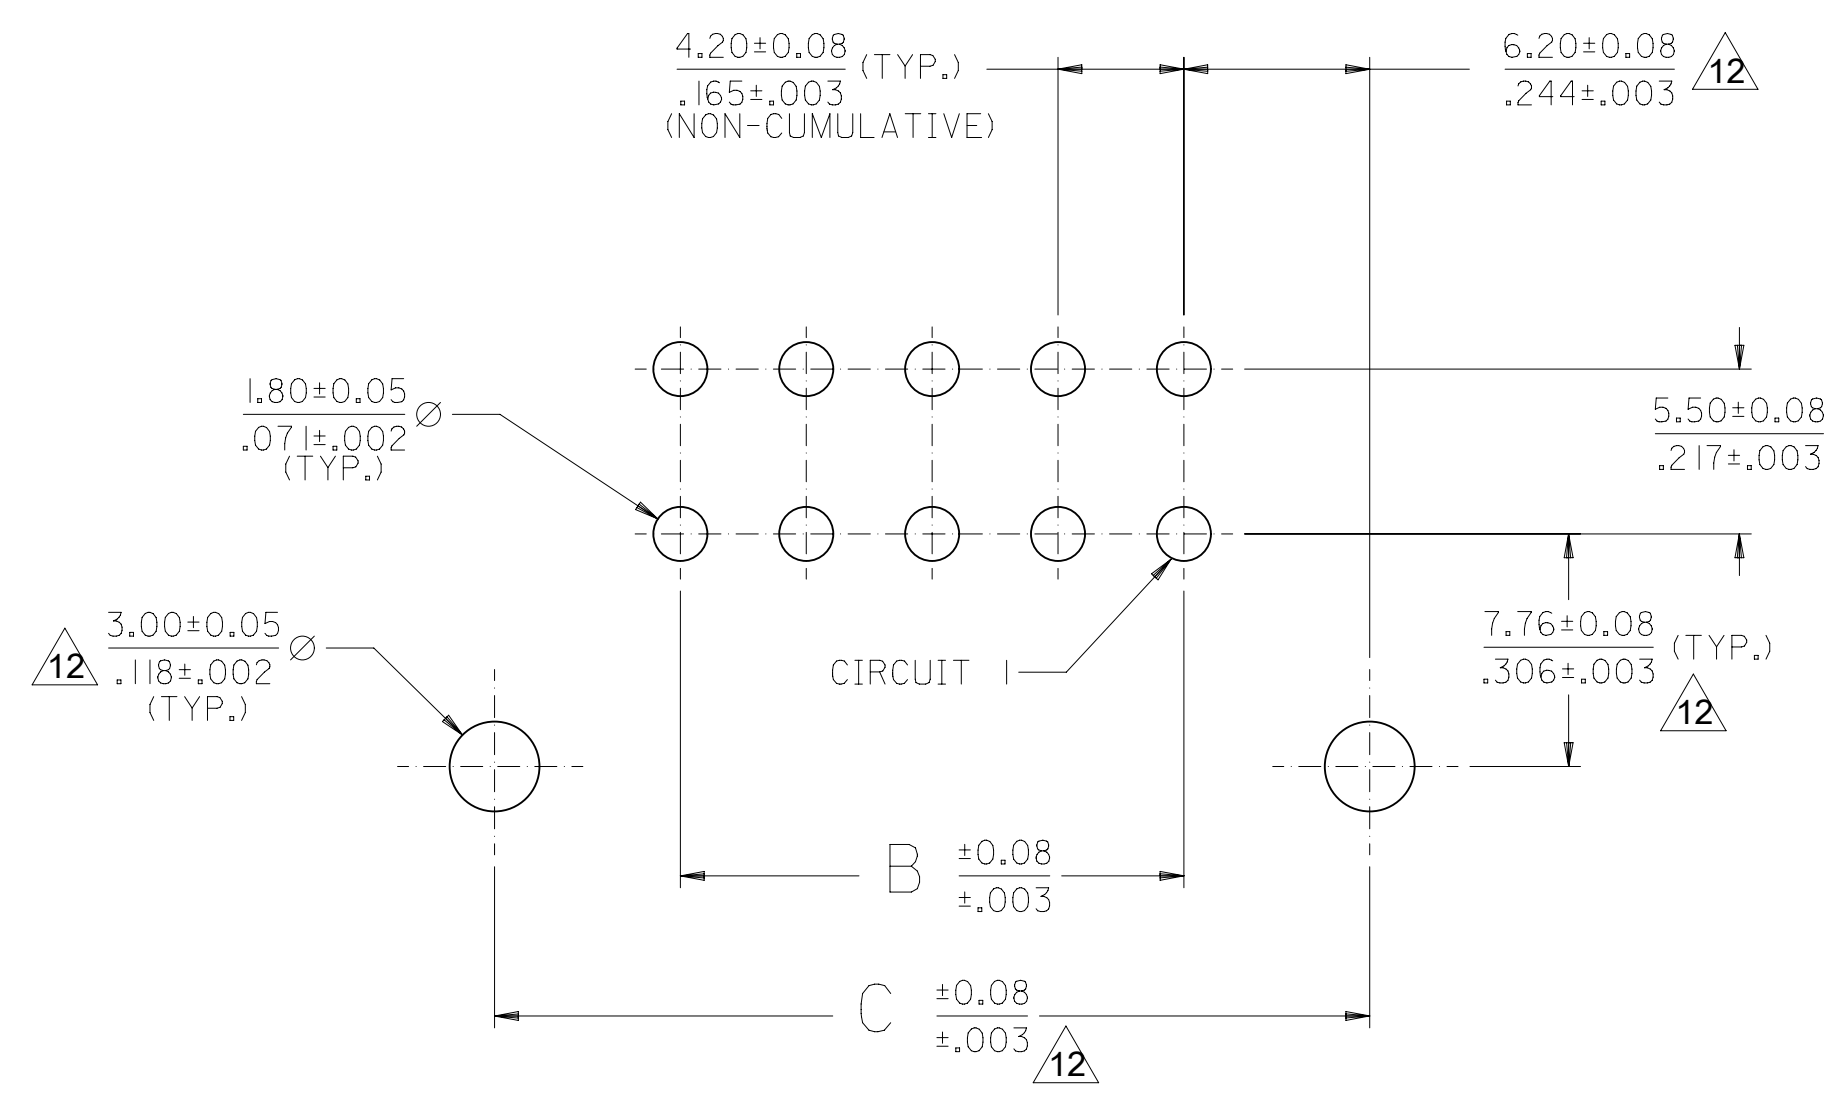 4.20±0.08
.165±.003
(TYP.)
(NON-CUMULATIVE)
6.20±0.08
.244±.003
12
1.80±0.05
.071±.002
Ø
(TYP.)
5.50±0.08
.217±.003
12
3.00±0.05
.118±.002
Ø
(TYP.)
CIRCUIT 1
7.76±0.08
.306±.003
(TYP.)
12
B ±0.08
±.003
C ±0.08
±.003
12